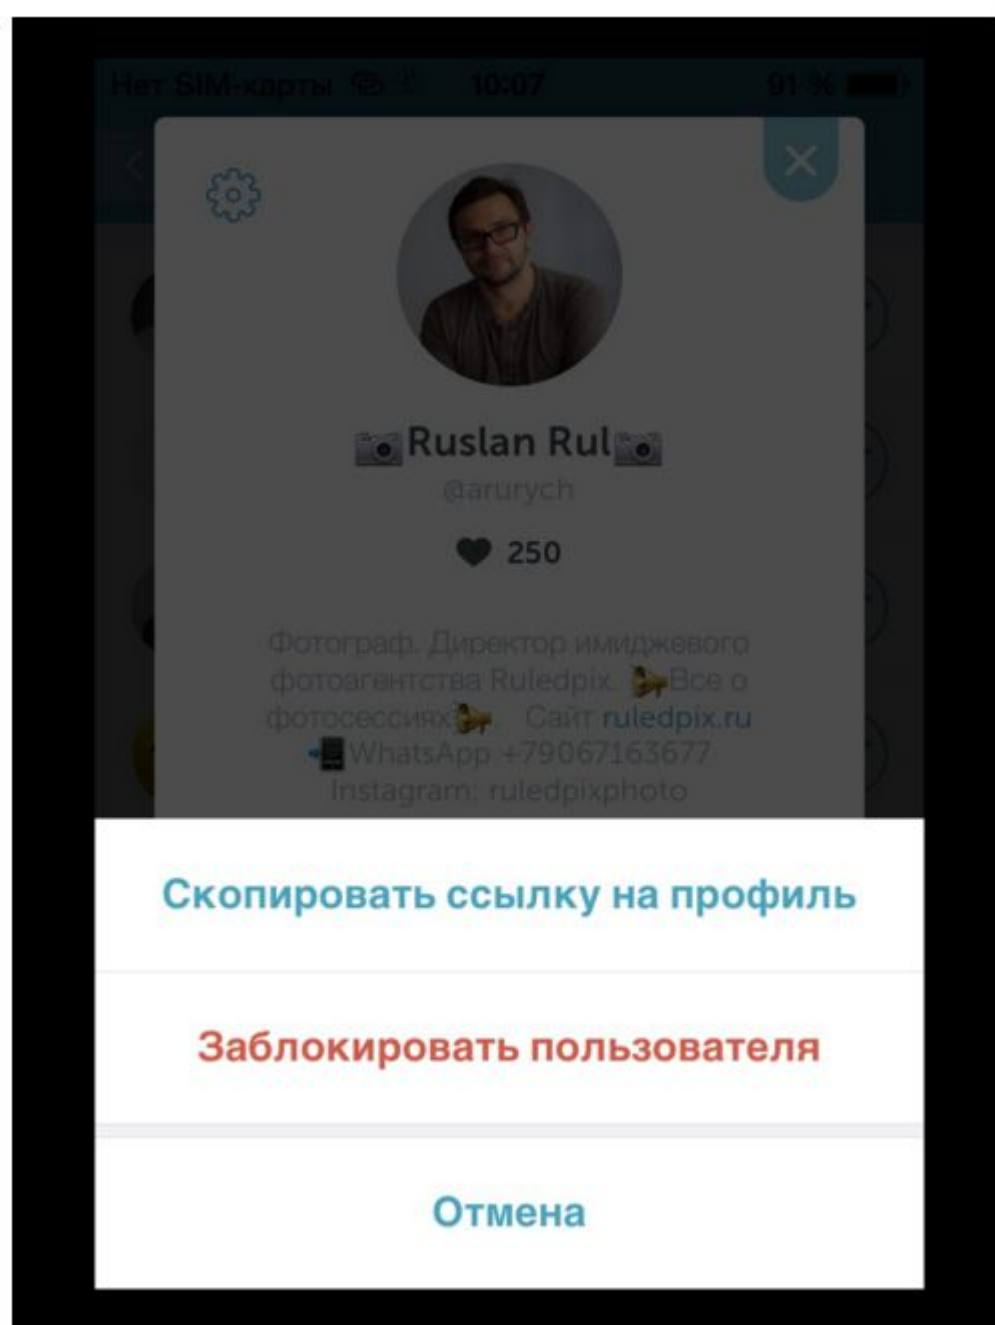 Нет SIM-карты 10:07 91 %
📷Ruslan Rul📷
@arurych
250
Фотограф. Директор имиджевого
фотоагентства Ruledpix. 📣Все о
фотосессиях📣. Сайт ruledpix.ru
📲WhatsApp +79067163677
Instagram: ruledpixphoto
Скопировать ссылку на профиль
Заблокировать пользователя
Отмена